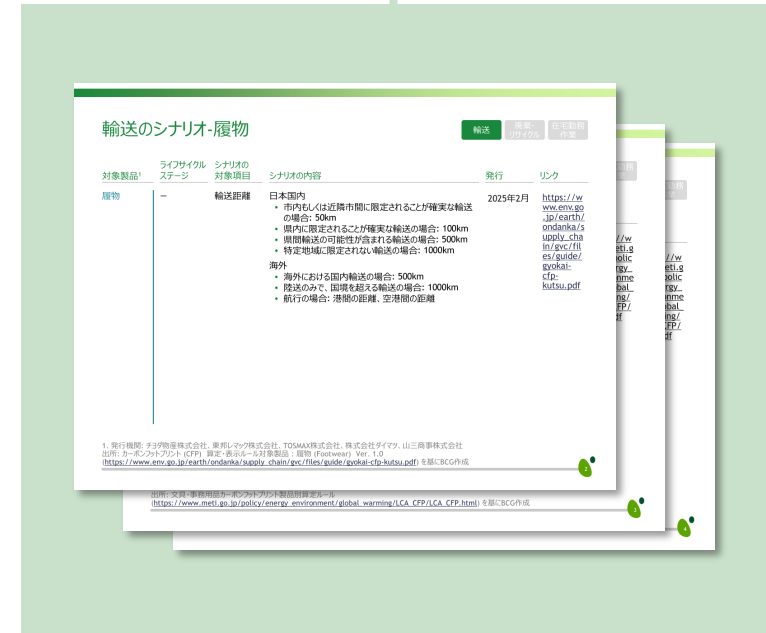 輸送のシナリオ-履物
輸送
廃棄・
リサイクル
在宅勤務
作業
対象製品¹
ライフサイクル
ステージ
シナリオの
対象項目
シナリオの内容
発行
リンク
履物
–
輸送距離
日本国内
• 市内もしくは近隣市間に限定されることが確実な輸送
の場合: 50km
• 県内に限定されることが確実な輸送の場合: 100km
• 県間輸送の可能性が含まれる輸送の場合: 500km
• 特定地域に限定されない輸送の場合: 1000km
海外
• 海外における国内輸送の場合: 500km
• 陸送のみで、国境を超える輸送の場合: 1000km
• 航行の場合: 港間の距離、空港間の距離
2025年2月
https://w
ww.env.go
.jp/earth/
ondanka/s
upply_cha
in/gvc/fil
es/guide/
gyokai-
cfp-
kutsu.pdf
1. 発行機関: チヨダ物産株式会社、東邦レマック株式会社、TOSMAX株式会社、株式会社ダイマツ、山三商事株式会社
出所: カーボンフットプリント (CFP) 算定・表示ルール対象製品：履物 (Footwear) Ver. 1.0
(https://www.env.go.jp/earth/ondanka/supply_chain/gvc/files/guide/gyokai-cfp-kutsu.pdf) を基にBCG作成
2
出所: 文具・事務用品カーボンフットプリント製品別算定ルール
(https://www.meti.go.jp/policy/energy_environment/global_warming/LCA_CFP/LCA_CFP.html) を基にBCG作成
3
4